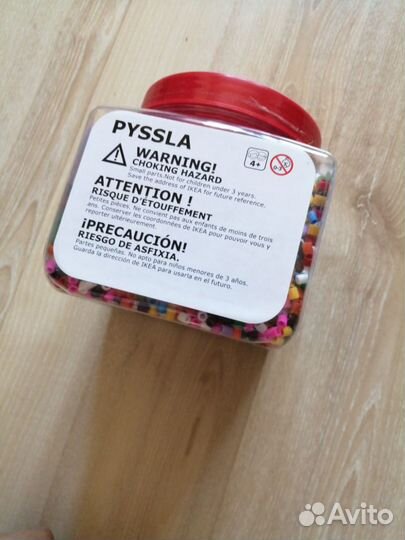 PYSSLA
WARNING!
CHOKING HAZARD
Small parts.Not for children under 3 years.
Save the address of IKEA for future reference.
4+
0-3
ATTENTION !
RISQUE D'ÉTOUFFEMENT
Petites pièces. Ne convient pas aux enfants de moins de trois
ans. Conserver les coordonnées de IKEA pour pouvoir vous y
reporter ultérieurement.
¡PRECAUCIÓN!
RIESGO DE ASFIXIA.
Partes pequeñas. No apto para niños menores de 3 años.
Guarda la dirección de IKEA para usarla en el futuro.
Avito